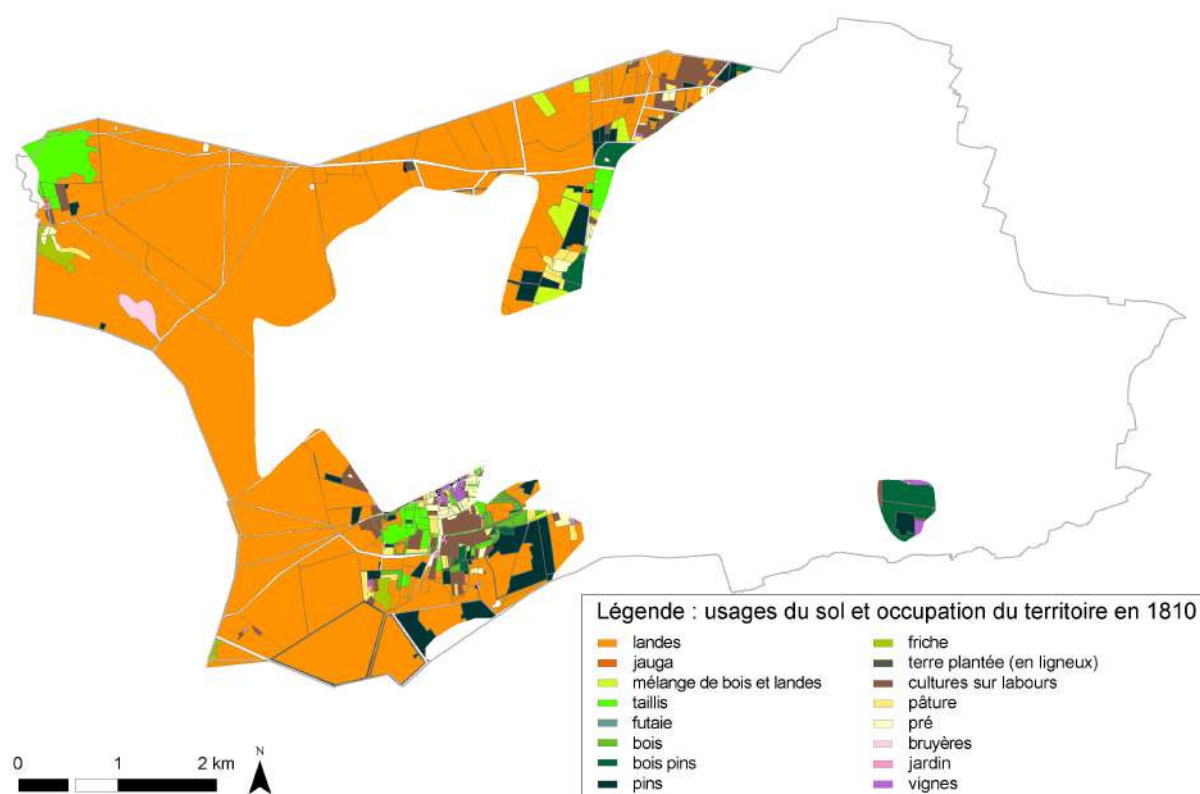 Légende : usages du sol et occupation du territoire en 1810
landes
jauga
mélange de bois et landes
taillis
futaie
bois
bois pins
pins
friche
terre plantée (en ligneux)
cultures sur labours
pâture
pré
bruyères
jardin
vignes
0 1 2 km
N